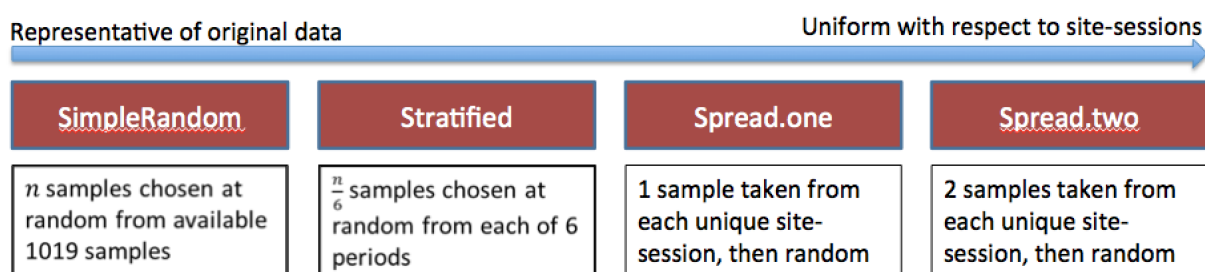 Representative of original data
Uniform with respect to site-sessions
SimpleRandom
Stratified
Spread.one
Spread.two
n samples chosen at
random from available
1019 samples
n/6 samples chosen at
random from each of 6
periods
1 sample taken from
each unique site-
session, then random
2 samples taken from
each unique site-
session, then random